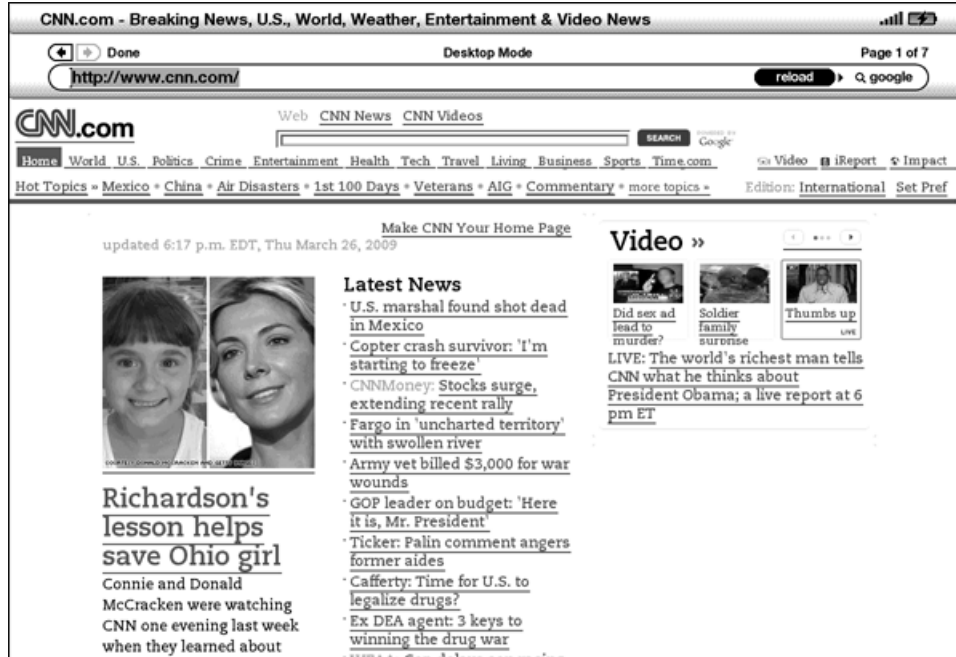 CNN.com - Breaking News, U.S., World, Weather, Entertainment & Video News
Done Desktop Mode Page 1 of 7
http://www.cnn.com/ reload google
CNN.com
Web CNN News CNN Videos
SEARCH POWERED BY Google
Home World U.S. Politics Crime Entertainment Health Tech Travel Living Business Sports Time.com Video iReport Impact
Hot Topics » Mexico • China • Air Disasters • 1st 100 Days • Veterans • AIG • Commentary • more topics » Edition: International Set Pref
Make CNN Your Home Page
updated 6:17 p.m. EDT, Thu March 26, 2009
COURTESY DONALD MCCRACKEN AND GETTY IMAGES
Richardson's
lesson helps
save Ohio girl
Connie and Donald
McCracken were watching
CNN one evening last week
when they learned about
Latest News
U.S. marshal found shot dead
in Mexico
Copter crash survivor: 'I'm
starting to freeze'
CNNMoney: Stocks surge,
extending recent rally
Fargo in 'uncharted territory'
with swollen river
Army vet billed $3,000 for war
wounds
GOP leader on budget: 'Here
it is, Mr. President'
Ticker: Palin comment angers
former aides
Cafferty: Time for U.S. to
legalize drugs?
Ex DEA agent: 3 keys to
winning the drug war
Video »
Did sex ad
lead to
murder?
Soldier
family
surprise
Thumbs up
LIVE
LIVE: The world's richest man tells
CNN what he thinks about
President Obama; a live report at 6
pm ET